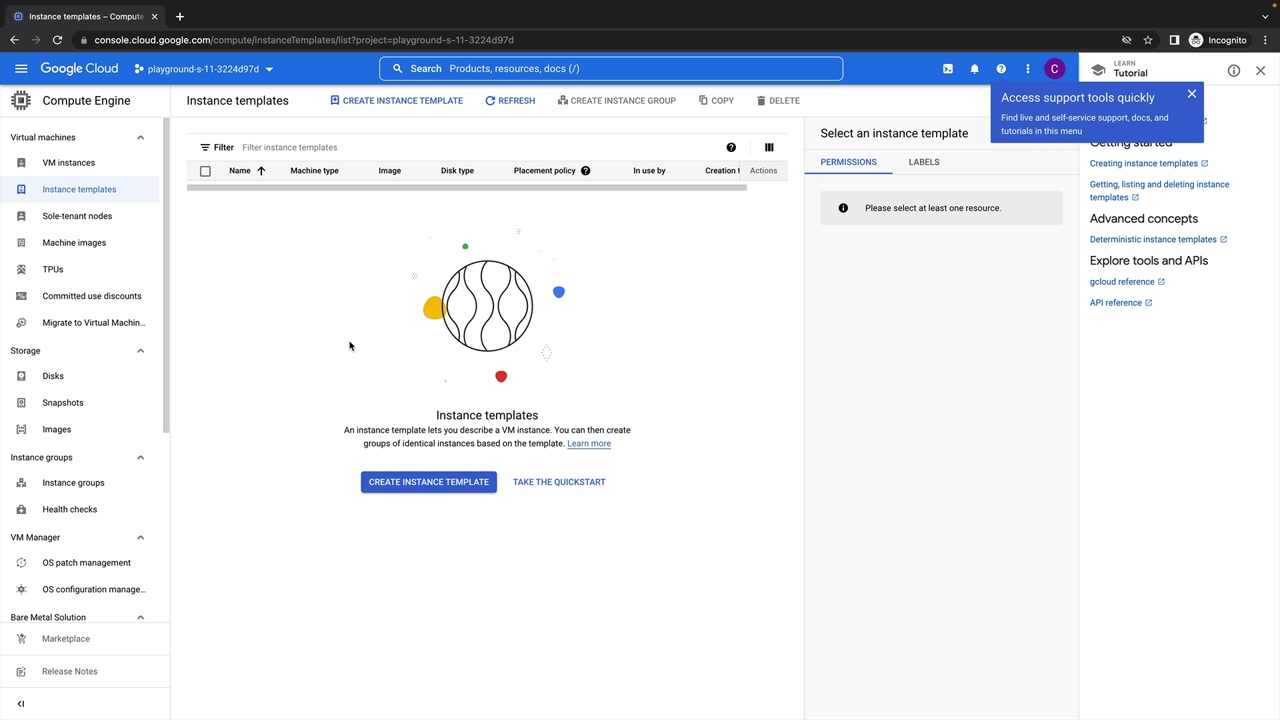 Instance templates – Compute
console.cloud.google.com/compute/instanceTemplates/list?project=playground-s-11-3224d97d
Incognito
Google Cloud
playground-s-11-3224d97d
Search Products, resources, docs (/)
C
LEARN
Tutorial
Compute Engine
Instance templates
CREATE INSTANCE TEMPLATE
REFRESH
CREATE INSTANCE GROUP
COPY
DELETE
Access support tools quickly
Find live and self-service support, docs, and
tutorials in this menu
Virtual machines
VM instances
Instance templates
Sole-tenant nodes
Machine images
TPUs
Committed use discounts
Migrate to Virtual Machin...
Storage
Disks
Snapshots
Images
Instance groups
Instance groups
Health checks
VM Manager
OS patch management
OS configuration manage...
Bare Metal Solution
Marketplace
Release Notes
Filter Filter instance templates
Name Machine type Image Disk type Placement policy In use by Creation t Actions
Instance templates
An instance template lets you describe a VM instance. You can then create
groups of identical instances based on the template. Learn more
CREATE INSTANCE TEMPLATE
TAKE THE QUICKSTART
Select an instance template
PERMISSIONS
LABELS
Please select at least one resource.
Getting started
Creating instance templates
Getting, listing and deleting instance
templates
Advanced concepts
Deterministic instance templates
Explore tools and APIs
gcloud reference
API reference